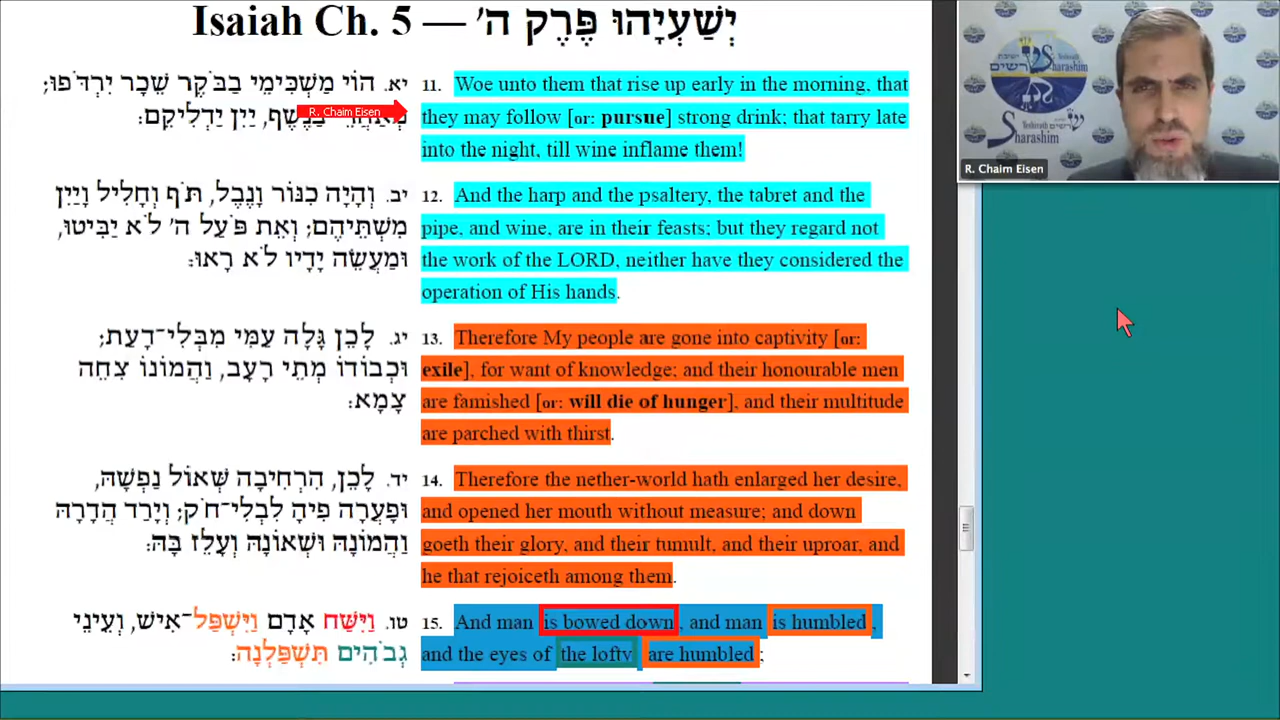 Isaiah Ch. 5 — יְשַׁעְיָהוּ פֶּרֶק ה׳
יא. הוֹי מַשְׁכִּימֵי בַבֹּקֶר שֵׁכָר יִרְדֹּפוּ;
בַנֶּשֶׁף, יַיִן יַדְלִיקֵם:
R. Chaim Eisen
11. Woe unto them that rise up early in the morning, that
they may follow [or: pursue] strong drink; that tarry late
into the night, till wine inflame them!
יב. וְהָיָה כִנּוֹר וָנֶבֶל, תֹּף וְחָלִיל וָיַיִן
מִשְׁתֵּיהֶם; וְאֵת פֹּעַל ה׳ לֹא יַבִּיטוּ,
וּמַעֲשֵׂה יָדָיו לֹא רָאוּ:
12. And the harp and the psaltery, the tabret and the
pipe, and wine, are in their feasts; but they regard not
the work of the LORD, neither have they considered the
operation of His hands.
יג. לָכֵן גָּלָה עַמִּי מִבְּלִי־דָעַת;
וּכְבוֹדוֹ מְתֵי רָעָב, וַהֲמוֹנוֹ צִחֵה
צָמָא:
13. Therefore My people are gone into captivity [or:
exile], for want of knowledge; and their honourable men
are famished [or: will die of hunger], and their multitude
are parched with thirst.
יד. לָכֵן, הִרְחִיבָה שְּׁאוֹל נַפְשָׁהּ,
וּפָעֲרָה פִיהָ לִבְלִי־חֹק; וְיָרַד הֲדָרָהּ
וַהֲמוֹנָהּ וּשְׁאוֹנָהּ וְעָלֵז בָּהּ:
14. Therefore the nether-world hath enlarged her desire,
and opened her mouth without measure; and down
goeth their glory, and their tumult, and their uproar, and
he that rejoiceth among them.
טו. וַיִּשַּׁח אָדָם וַיִּשְׁפַּל־אִישׁ, וְעֵינֵי
גְבֹהִים תִּשְׁפַּלְנָה:
15. And man is bowed down, and man is humbled,
and the eyes of the lofty are humbled;
ישיבת
שרשים
Yeshivath
Sharashim
R. Chaim Eisen